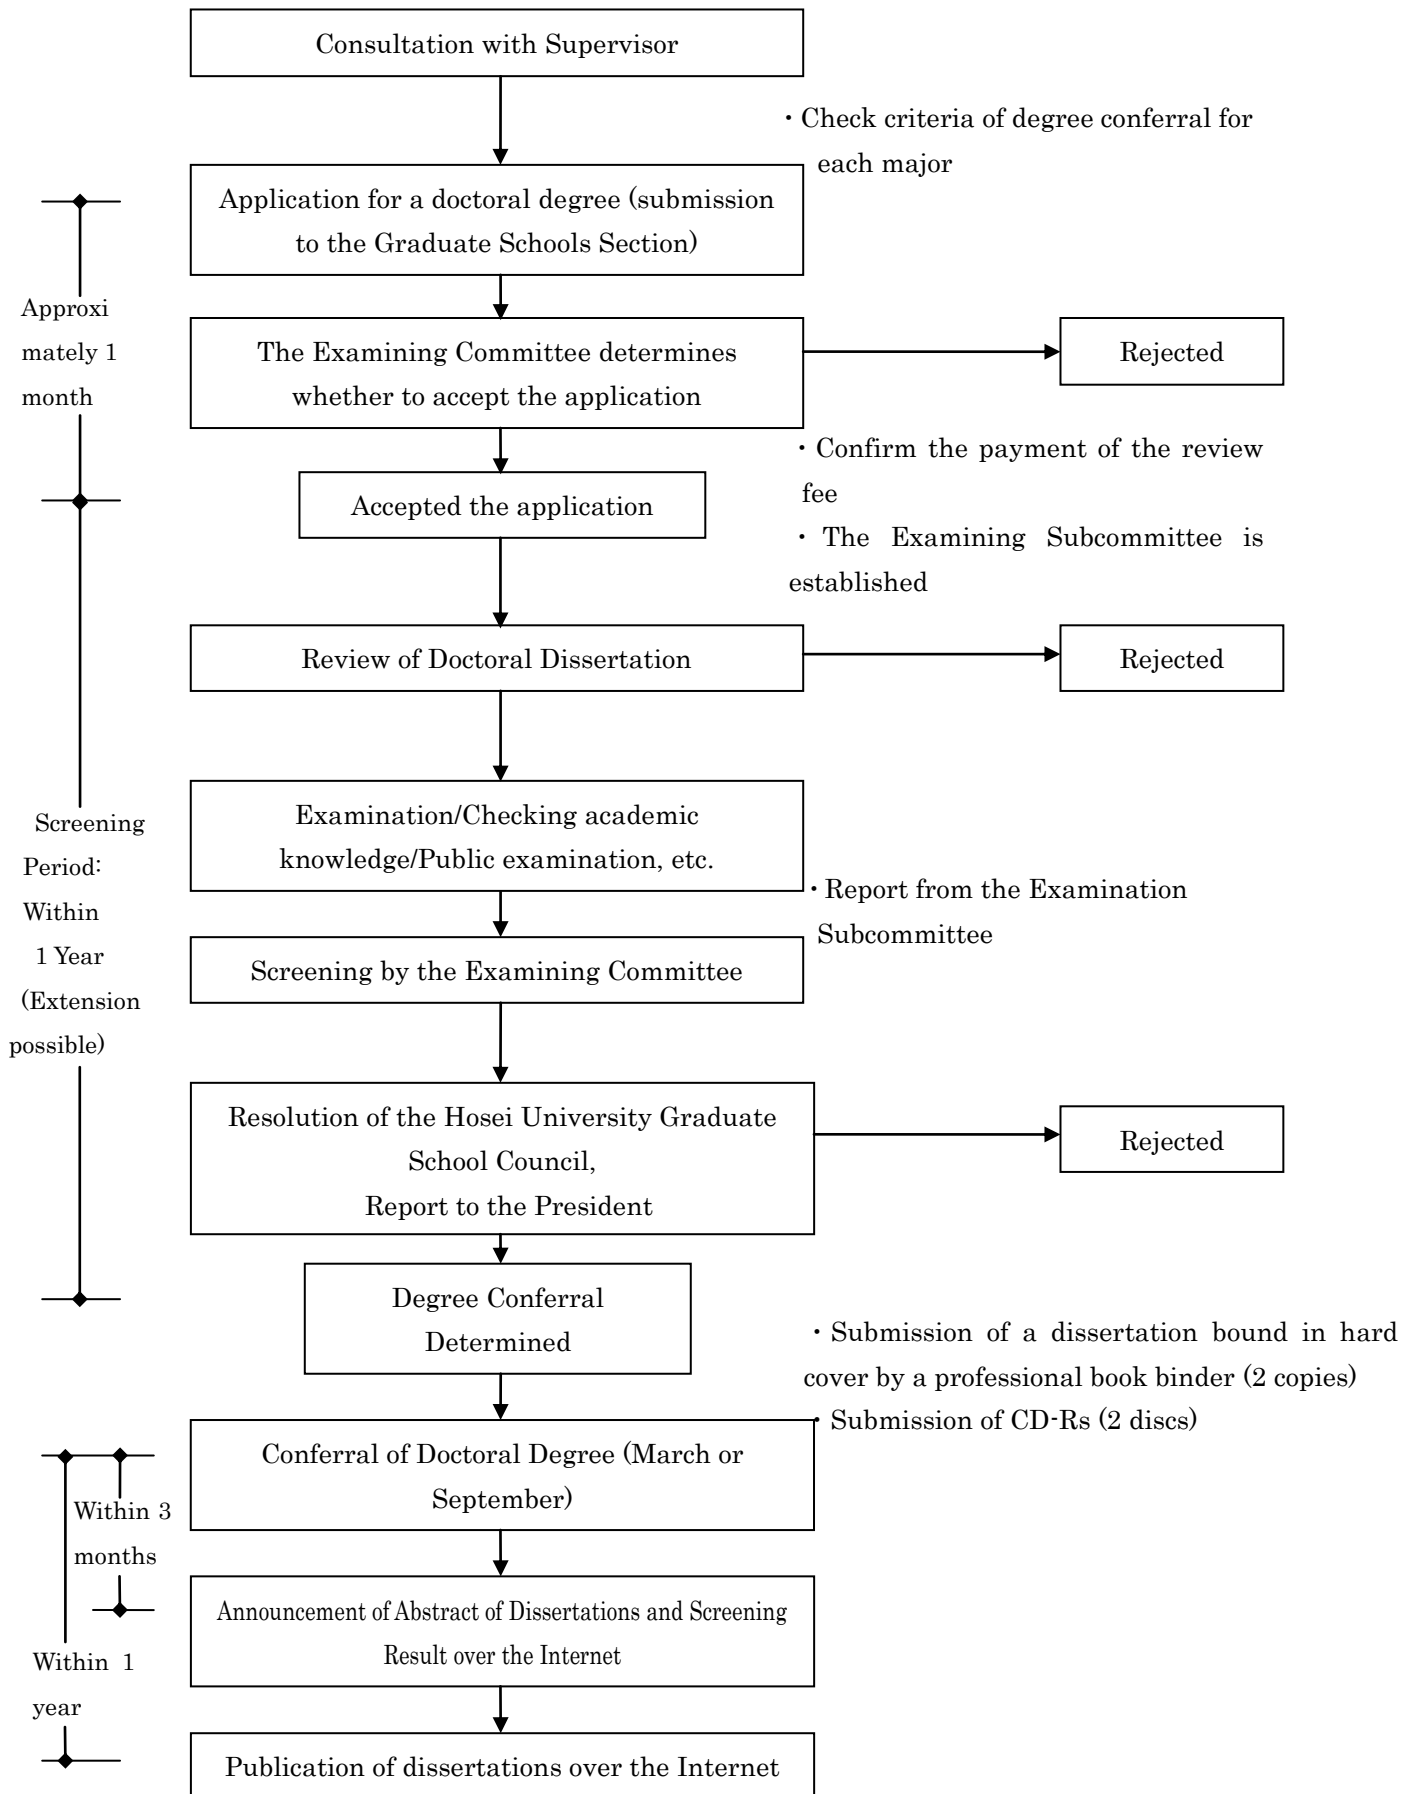 Consultation with Supervisor
・Check criteria of degree conferral for
each major
Application for a doctoral degree (submission
to the Graduate Schools Section)
Approxi
mately 1
month
The Examining Committee determines
whether to accept the application
Rejected
・Confirm the payment of the review
fee
・The Examining Subcommittee is
established
Accepted the application
Review of Doctoral Dissertation
Rejected
Screening
Period:
Within
1 Year
(Extension
possible)
Examination/Checking academic
knowledge/Public examination, etc.
・Report from the Examination
Subcommittee
Screening by the Examining Committee
Resolution of the Hosei University Graduate
School Council,
Report to the President
Rejected
Degree Conferral
Determined
・Submission of a dissertation bound in hard
cover by a professional book binder (2 copies)
・Submission of CD-Rs (2 discs)
Conferral of Doctoral Degree (March or
September)
Within 3
months
Announcement of Abstract of Dissertations and Screening
Result over the Internet
Within 1
year
Publication of dissertations over the Internet